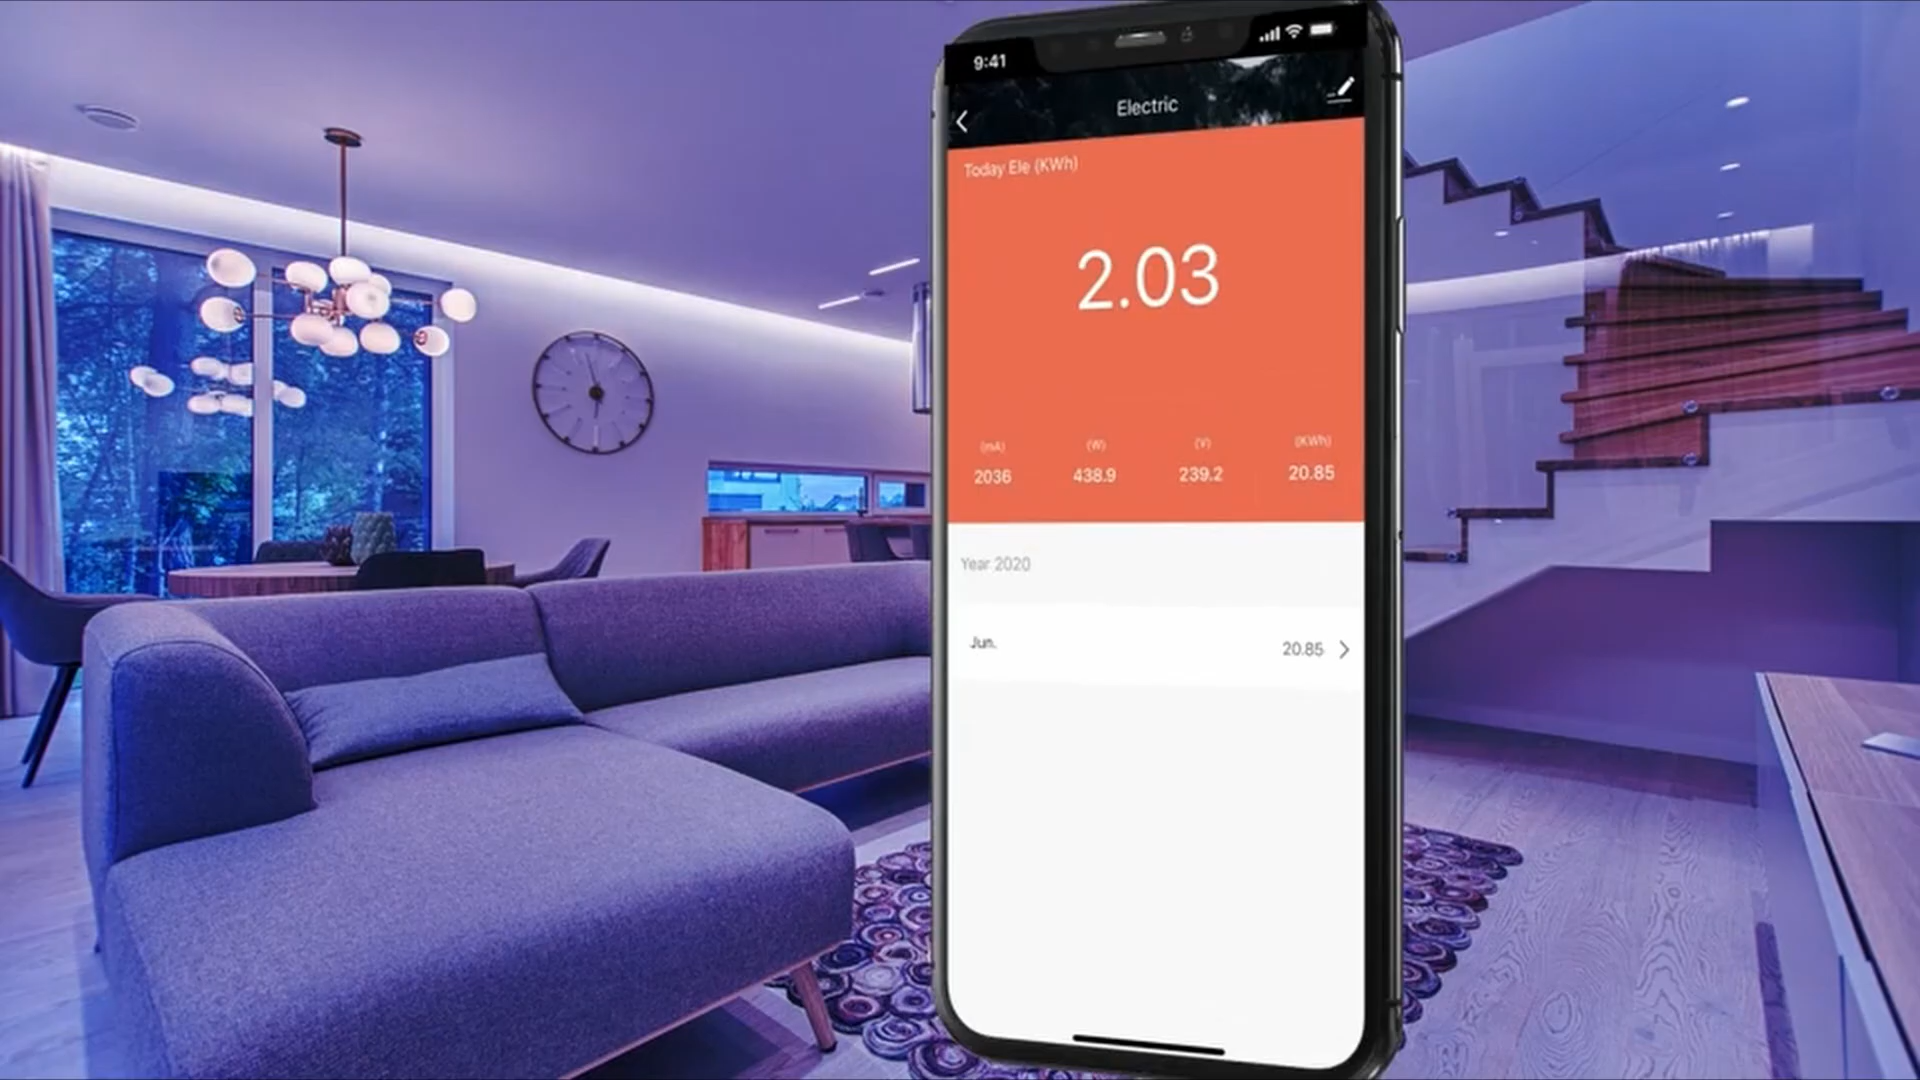 9:41
Electric
Today Ele (KWh)
2.03
(mA) (W) (V) (KWh)
2036 438.9 239.2 20.85
Year 2020
Jun. 20.85